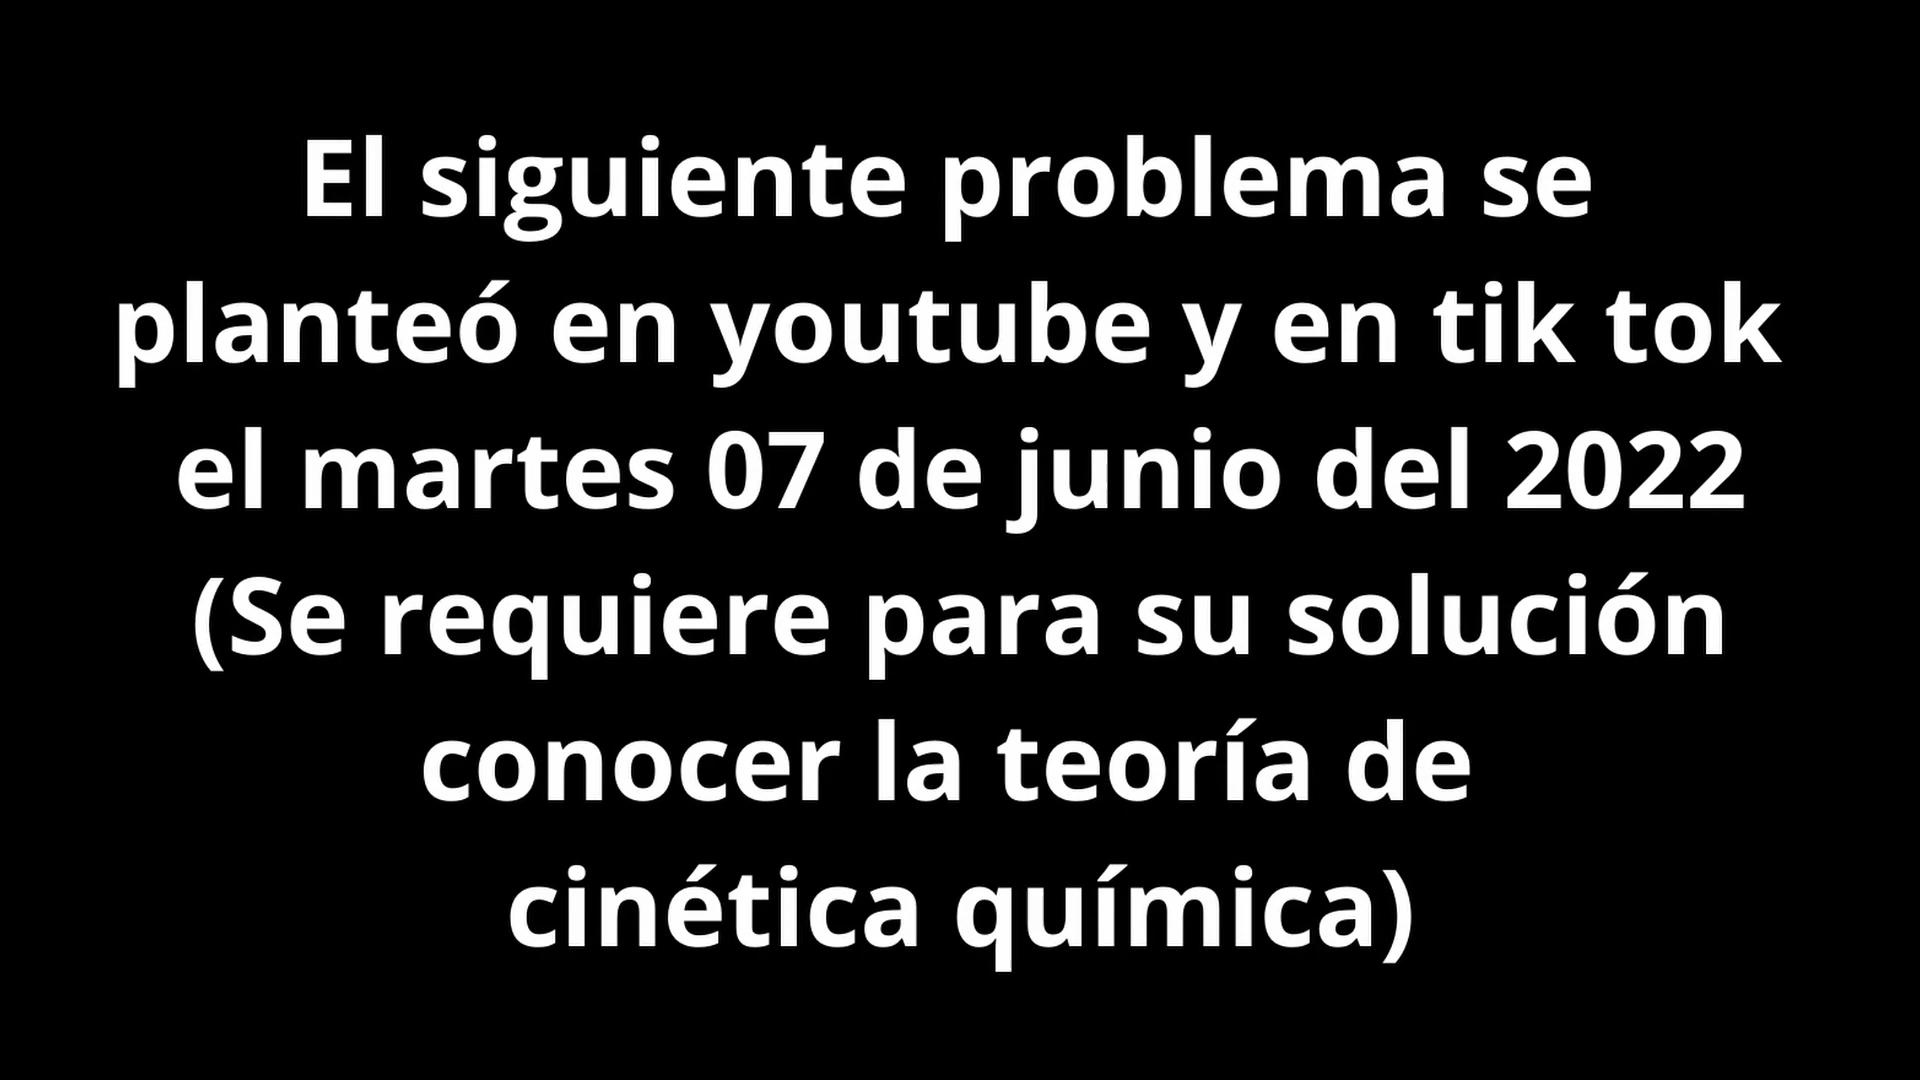 El siguiente problema se
planteó en youtube y en tik tok
el martes 07 de junio del 2022
(Se requiere para su solución
conocer la teoría de
cinética química)